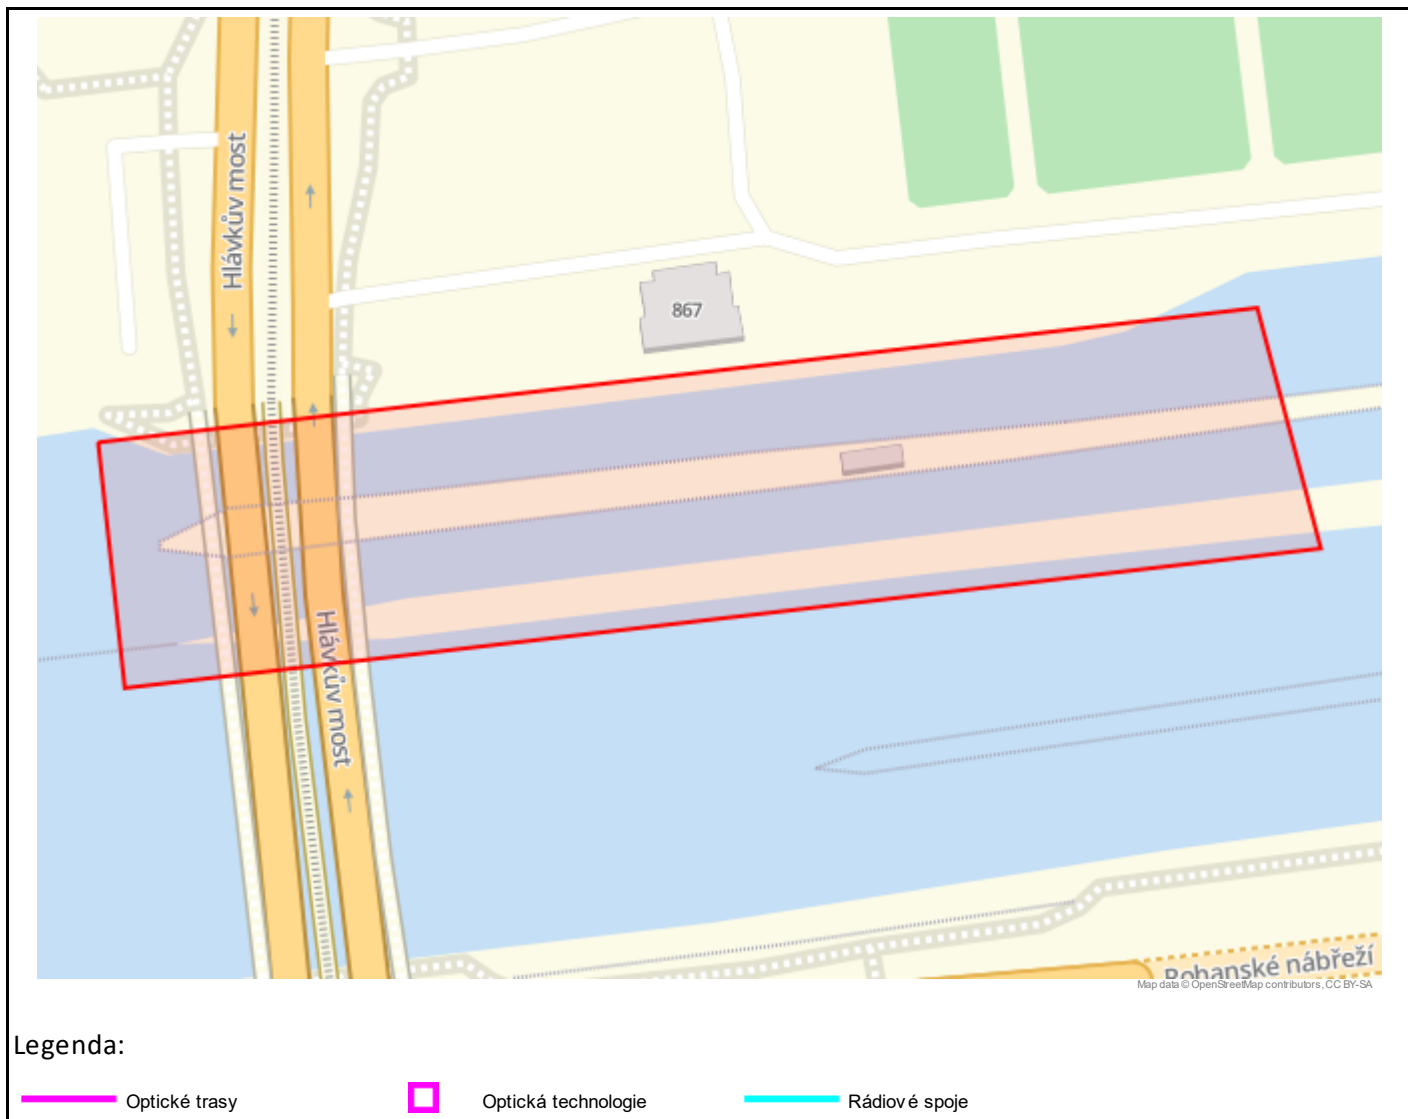 Hlávkův most
867
Hlávkův most
Rohanské nábřeží
Map data © OpenStreetMap contributors, CC BY-SA
Legenda:
Optické trasy
Optická technologie
Rádiové spoje